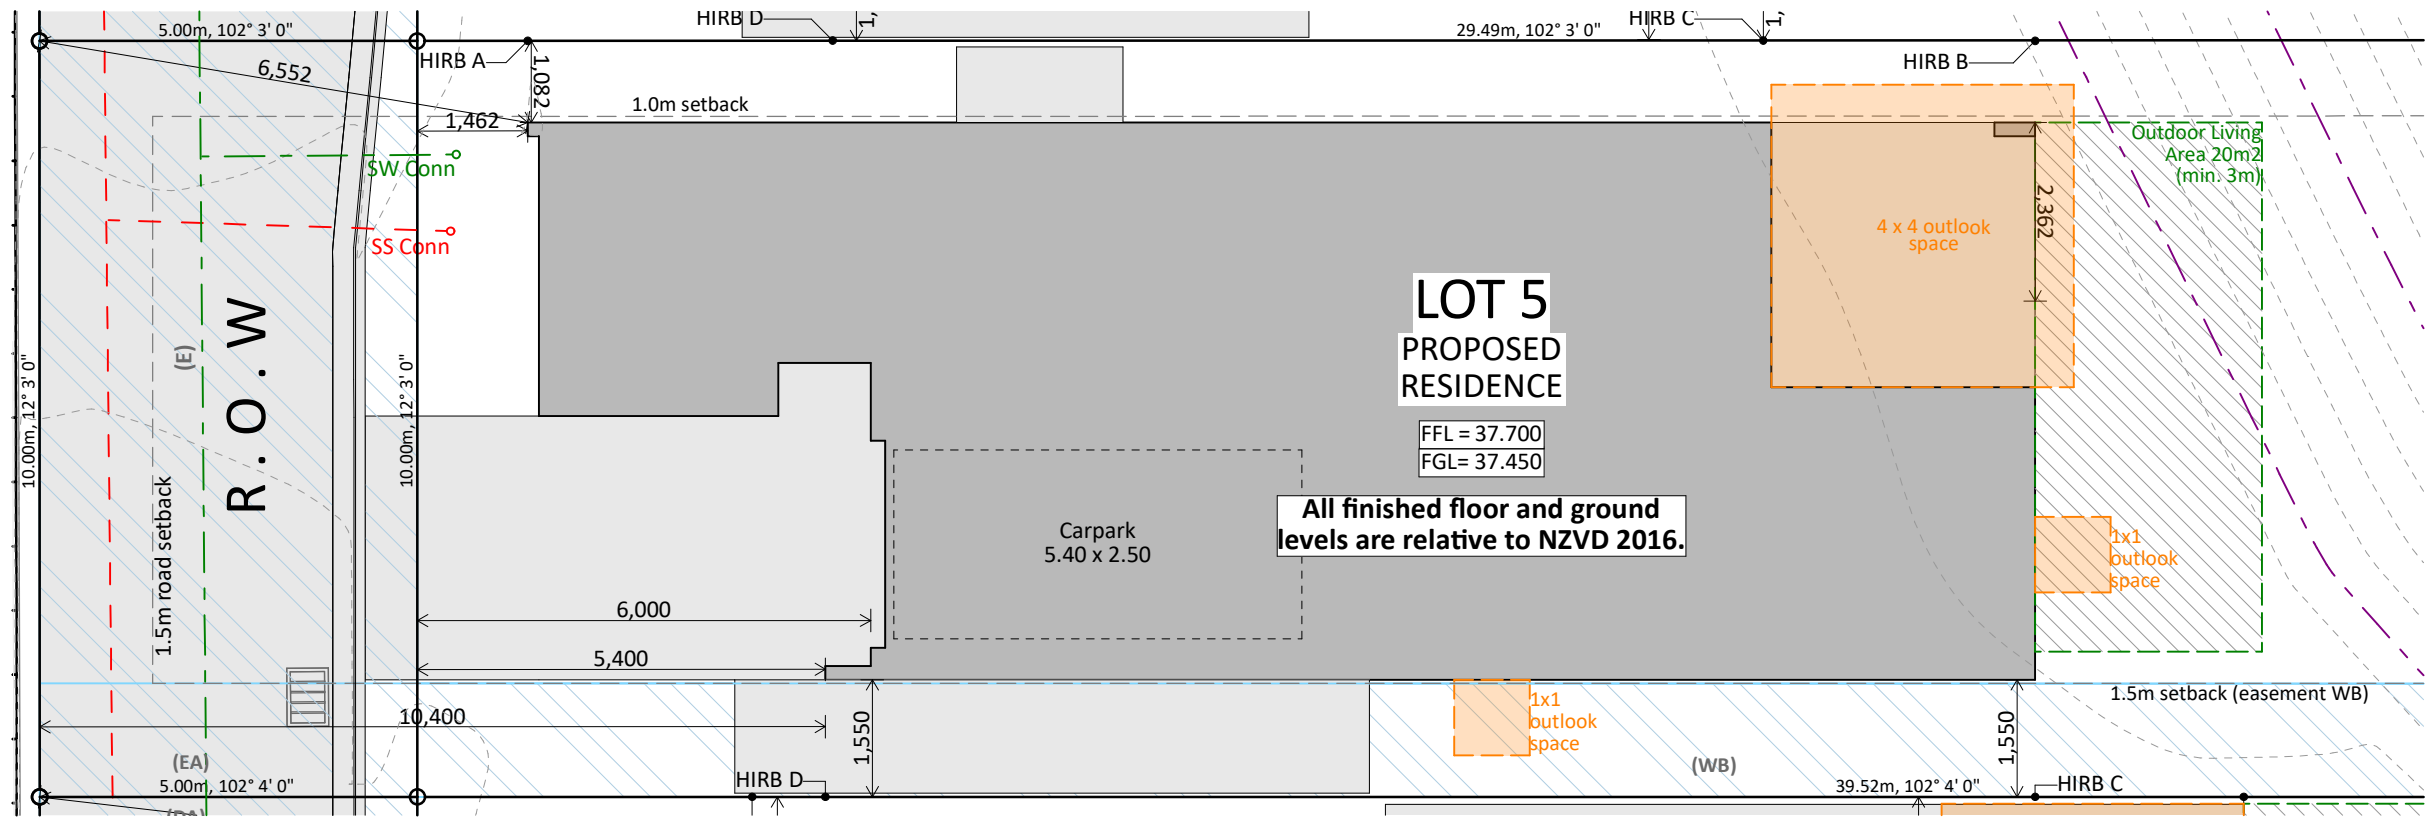 HIRB D
1,
HIRB C
1,
5.00m, 102° 3' 0"
29.49m, 102° 3' 0"
HIRB A
HIRB B
6,552
1,082
1.0m setback
1,462
SW Conn
SS Conn
Outdoor Living
Area 20m2
(min. 3m)
2,362
4 x 4 outlook
space
LOT 5
PROPOSED
RESIDENCE
FFL = 37.700
FGL= 37.450
All finished floor and ground
levels are relative to NZVD 2016.
R . O . W
(E)
10.00m, 12° 3' 0"
10.00m, 12° 3' 0"
1.5m road setback
Carpark
5.40 x 2.50
1x1
outlook
space
6,000
5,400
10,400
1,550
1x1
outlook
space
1,550
1.5m setback (easement WB)
(EA)
(WB)
5.00m, 102° 4' 0"
HIRB D
39.52m, 102° 4' 0"
HIRB C